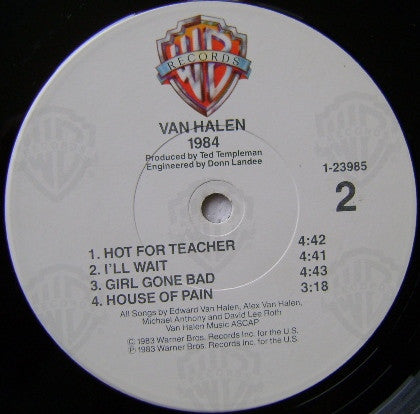 WB
RECORDS
VAN HALEN
1984
Produced by Ted Templeman
Engineered by Donn Landee
1-23985
2
1. HOT FOR TEACHER 4:42
2. I'LL WAIT 4:41
3. GIRL GONE BAD 4:43
4. HOUSE OF PAIN 3:18
All Songs by Edward Van Halen, Alex Van Halen,
Michael Anthony and David Lee Roth
Van Halen Music ASCAP
© 1983 Warner Bros. Records Inc. for the U.S.
℗ 1983 Warner Bros. Records Inc. for the U.S.